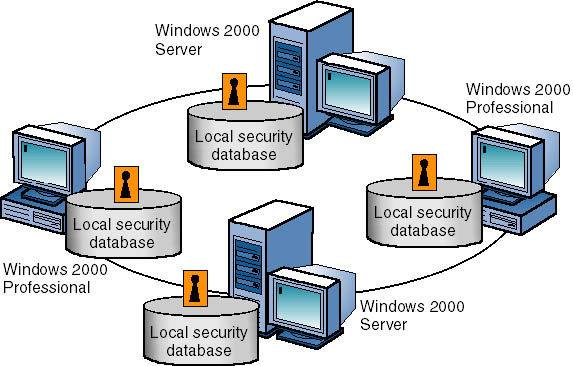 Windows 2000
Server
Local security
database
Windows 2000
Professional
Local security
database
Local security
database
Windows 2000
Professional
Windows 2000
Server
Local security
database